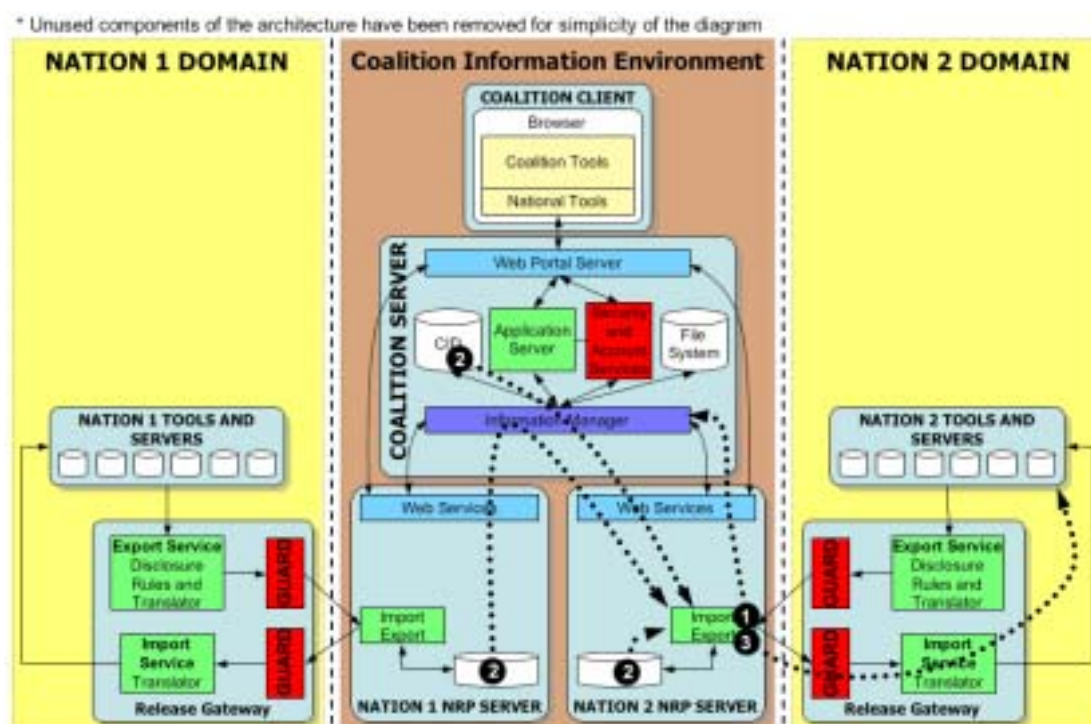 * Unused components of the architecture have been removed for simplicity of the diagram
NATION 1 DOMAIN
Coalition Information Environment
NATION 2 DOMAIN
COALITION CLIENT
Browser
Coalition Tools
National Tools
COALITION SERVER
Web Portal Server
CID
2
Application
Server
Security
and
Account
Services
File
System
Information Manager
NATION 1 TOOLS AND
SERVERS
NATION 2 TOOLS AND
SERVERS
Web Services
Web Services
Export Service
Disclosure
Rules and
Translator
GUARD
Import
Service
Translator
GUARD
Release Gateway
Import
Export
2
NATION 1 NRP SERVER
Import
Export
1
3
2
NATION 2 NRP SERVER
GUARD
Export Service
Disclosure
Rules and
Translator
GUARD
Import
Service
Translator
Release Gateway